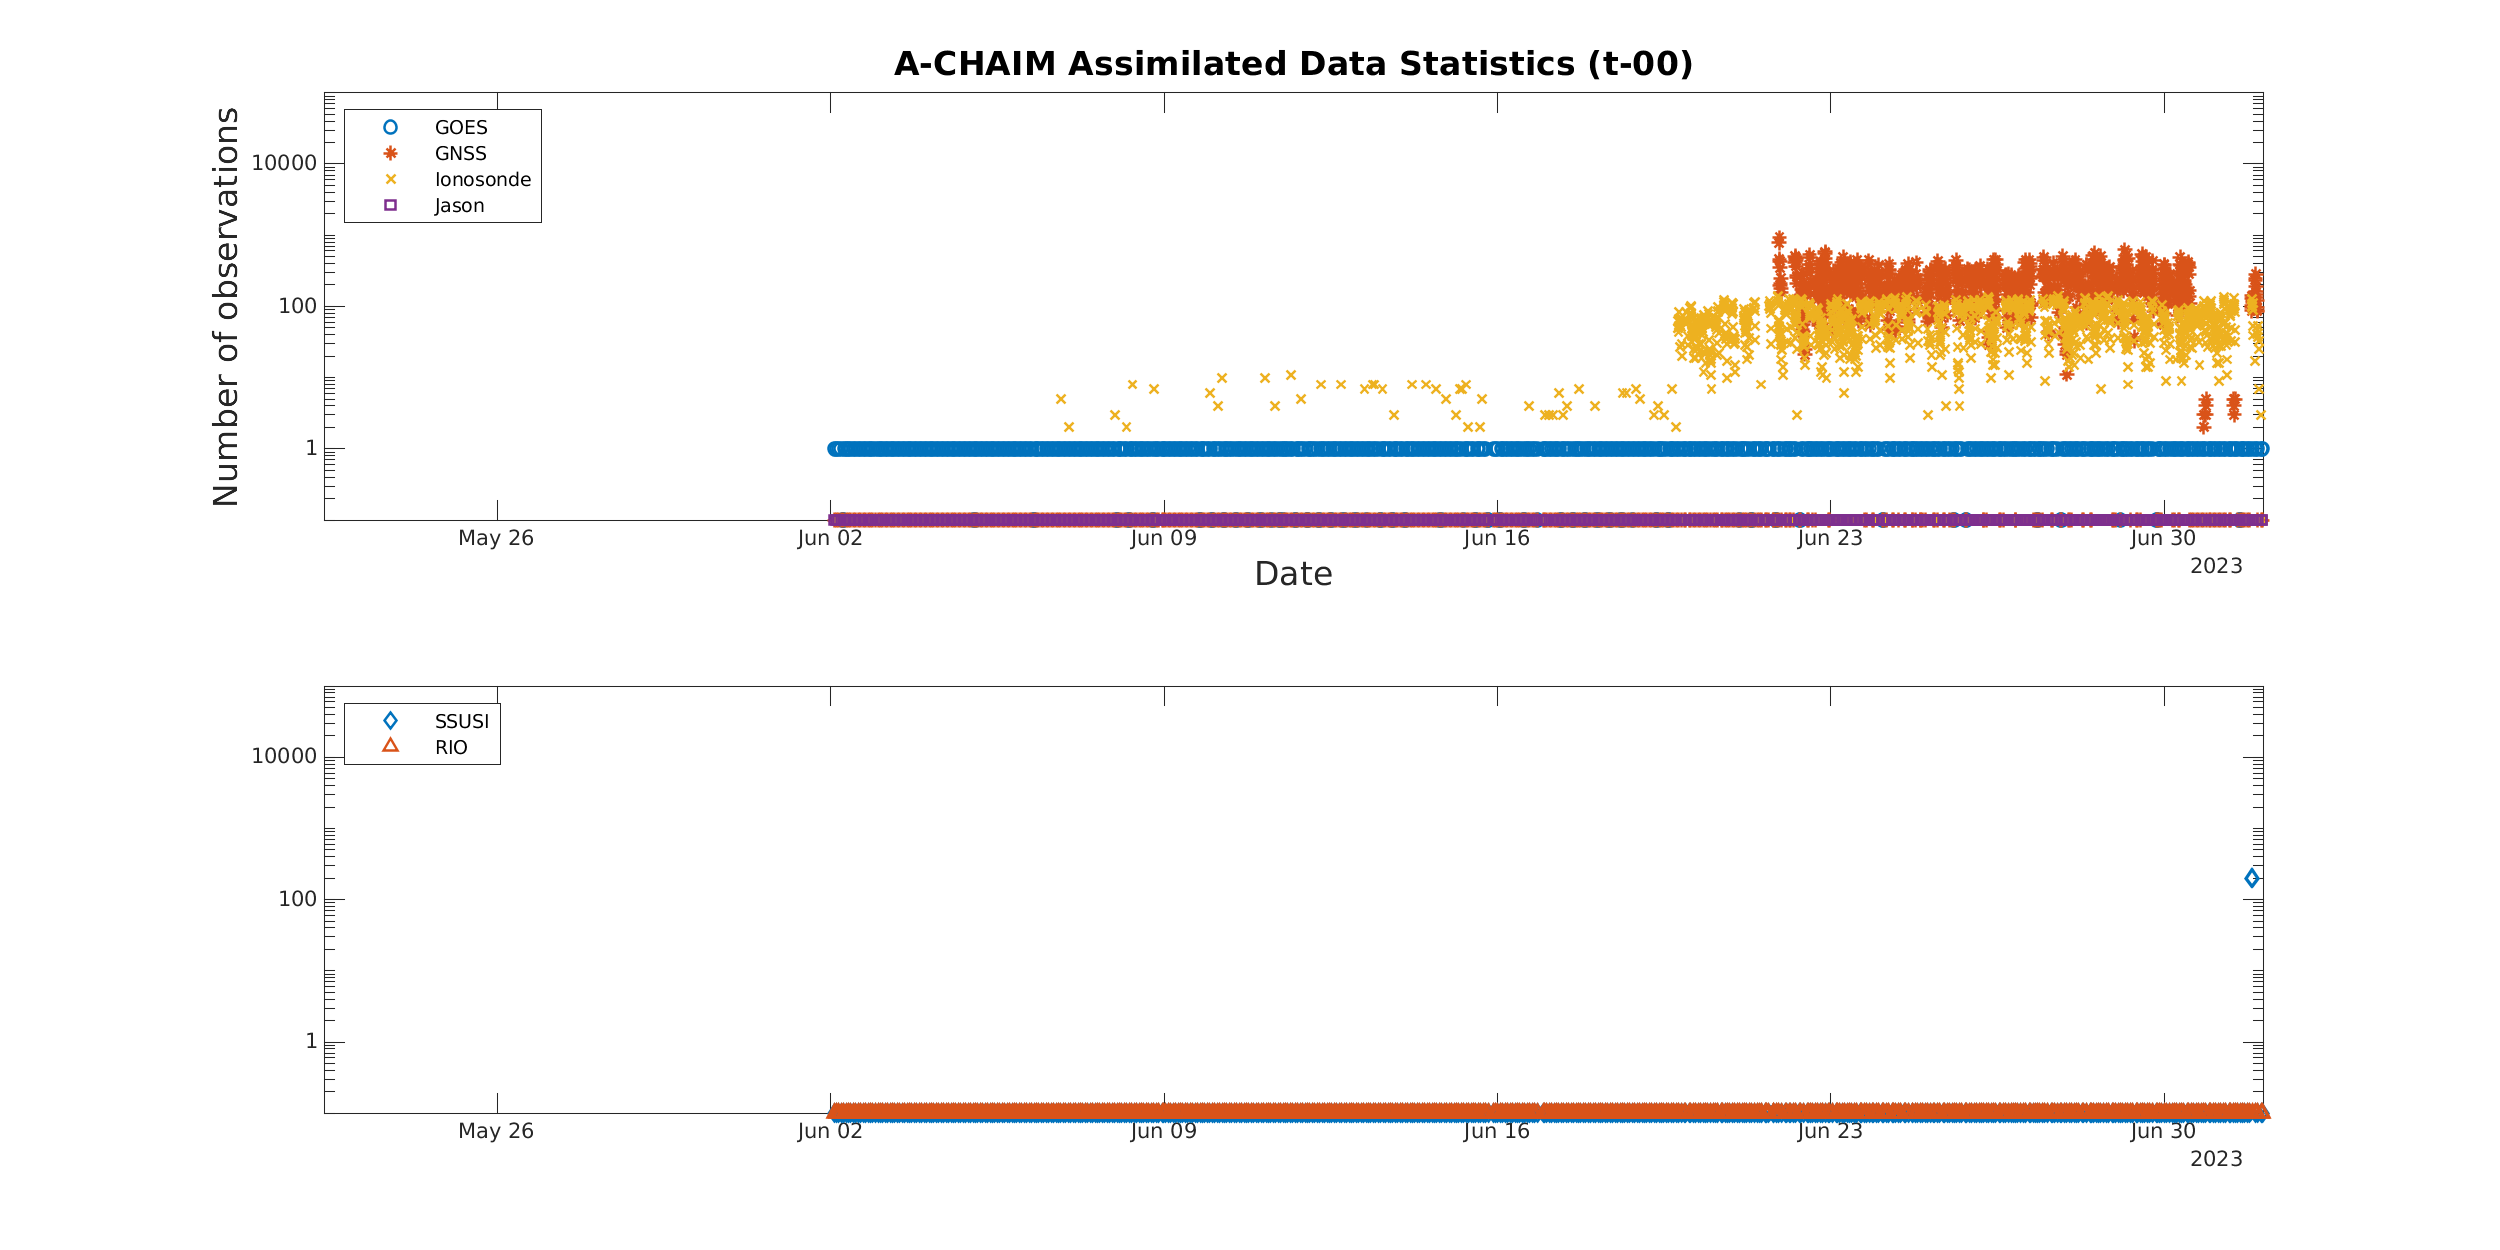 A-CHAIM Assimilated Data Statistics (t-00)
Number of observations
10000
100
1
GOES
GNSS
Ionosonde
Jason
May 26
Jun 02
Jun 09
Jun 16
Jun 23
Jun 30
2023
Date
10000
100
1
SSUSI
RIO
May 26
Jun 02
Jun 09
Jun 16
Jun 23
Jun 30
2023